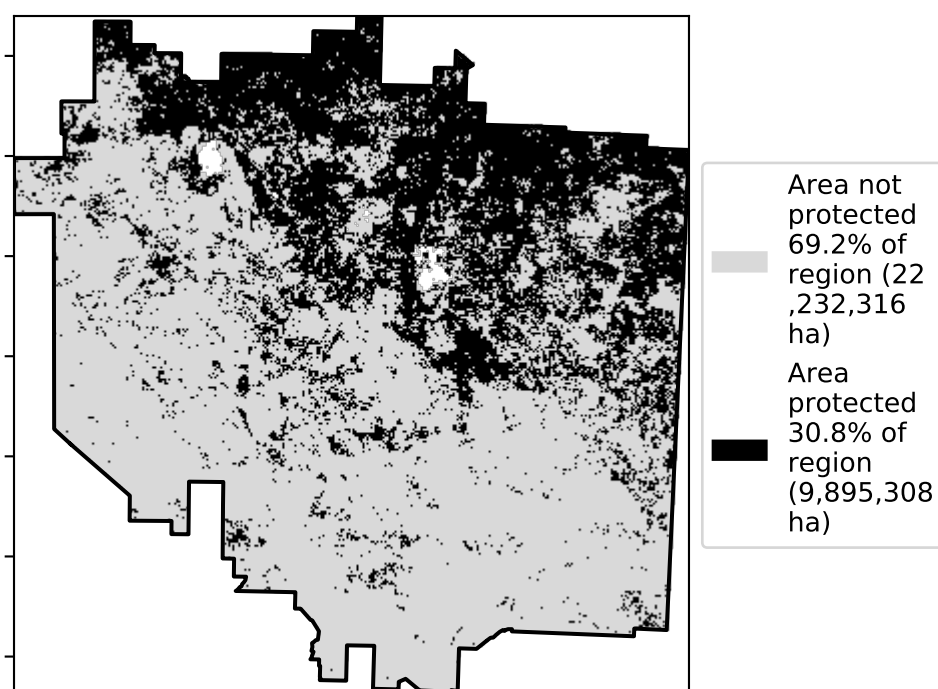 Area not
protected
69.2% of
region (22
,232,316
ha)
Area
protected
30.8% of
region
(9,895,308
ha)